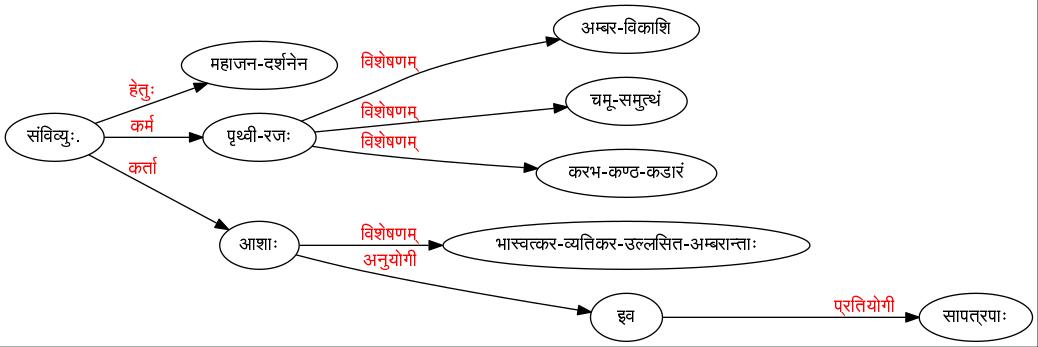 अम्बर-विकाशि
विशेषणम्
महाजन-दर्शनेन
हेतुः
चमू-समुत्थं
विशेषणम्
संविव्युः.
कर्म
पृथ्वी-रजः
विशेषणम्
करभ-कण्ठ-कडारं
कर्ता
आशाः
विशेषणम्
भास्वत्कर-व्यतिकर-उल्लसित-अम्बरान्ताः
अनुयोगी
इव
प्रतियोगी
सापत्रपाः